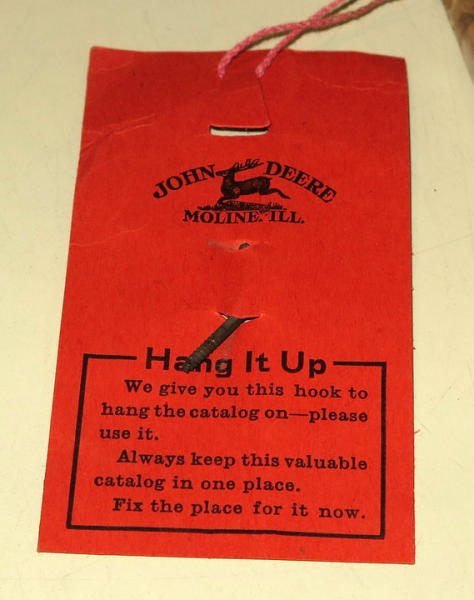 JOHN DEERE
MOLINE, ILL.
Hang It Up
We give you this hook to
hang the catalog on—please
use it.
Always keep this valuable
catalog in one place.
Fix the place for it now.